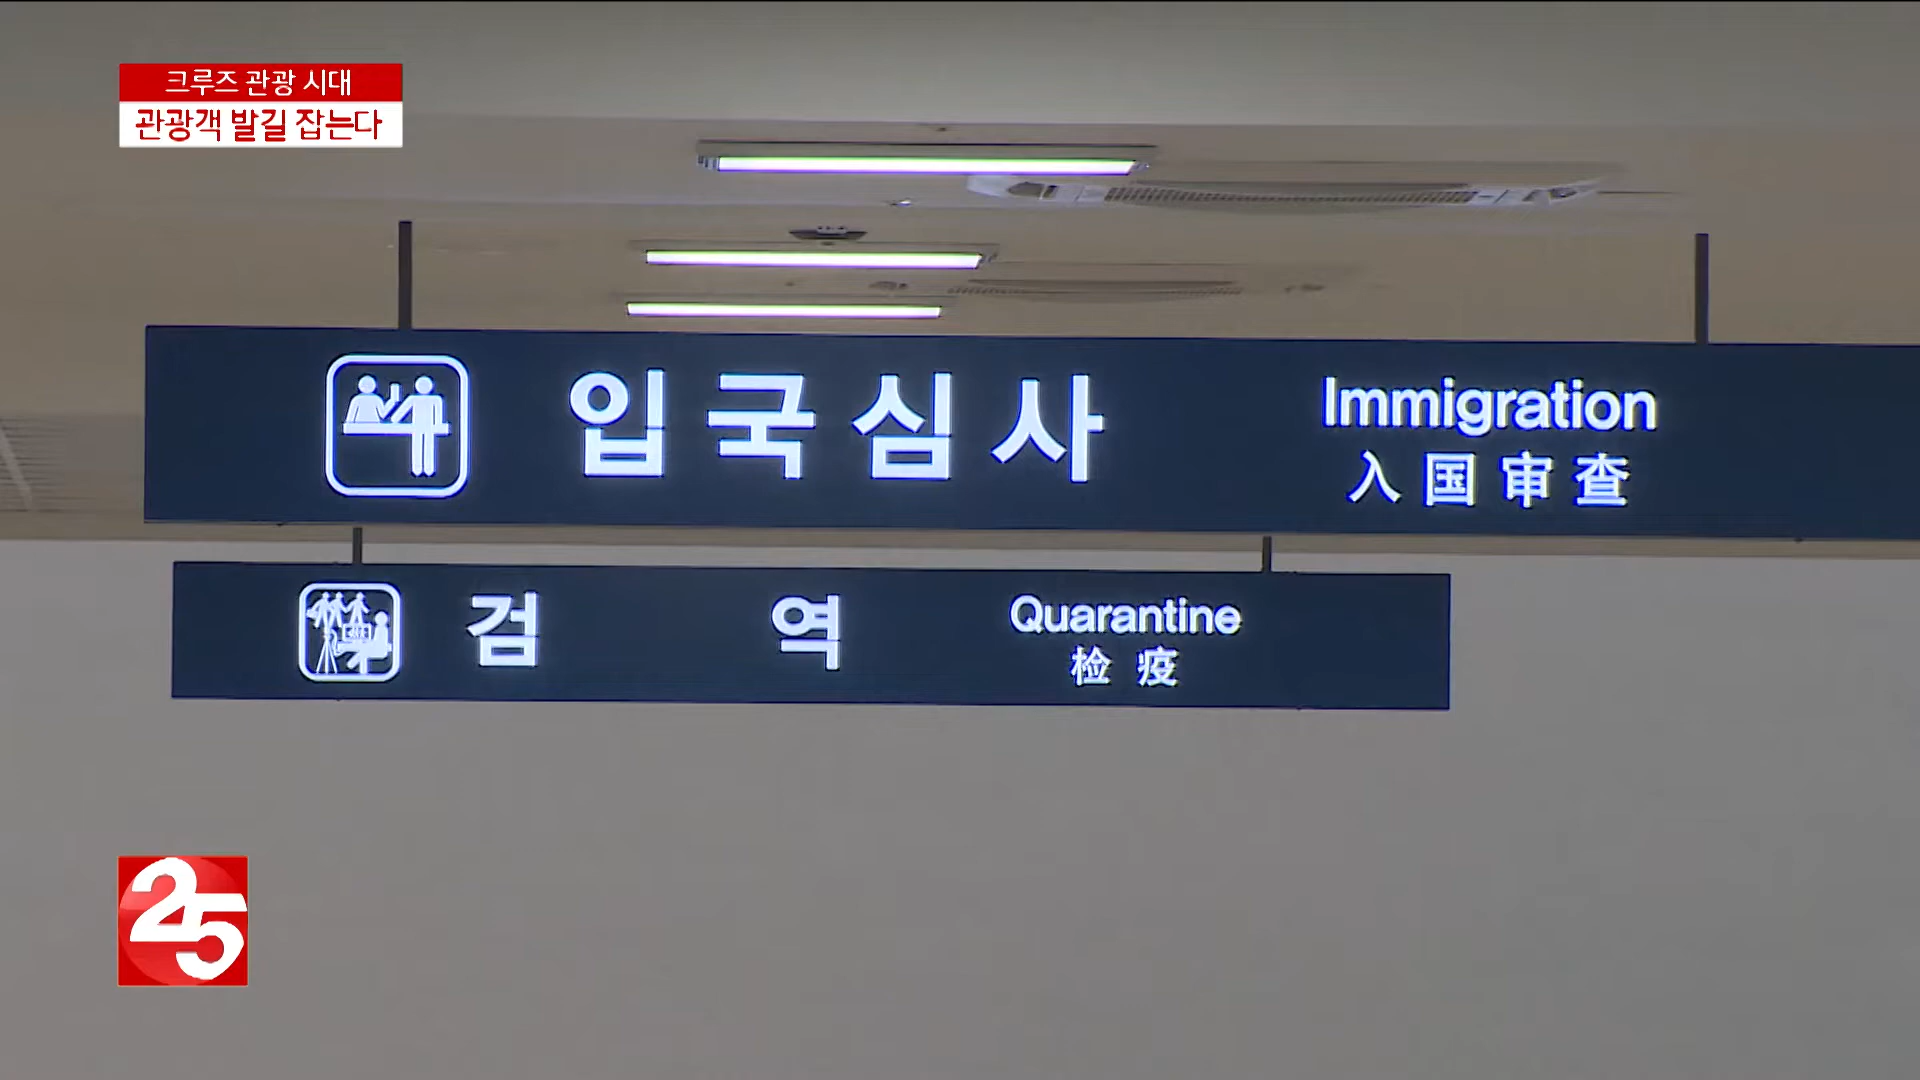 크루즈 관광 시대
관광객 발길 잡는다
입국심사
Immigration
入国审查
검 역
Quarantine
检疫
25